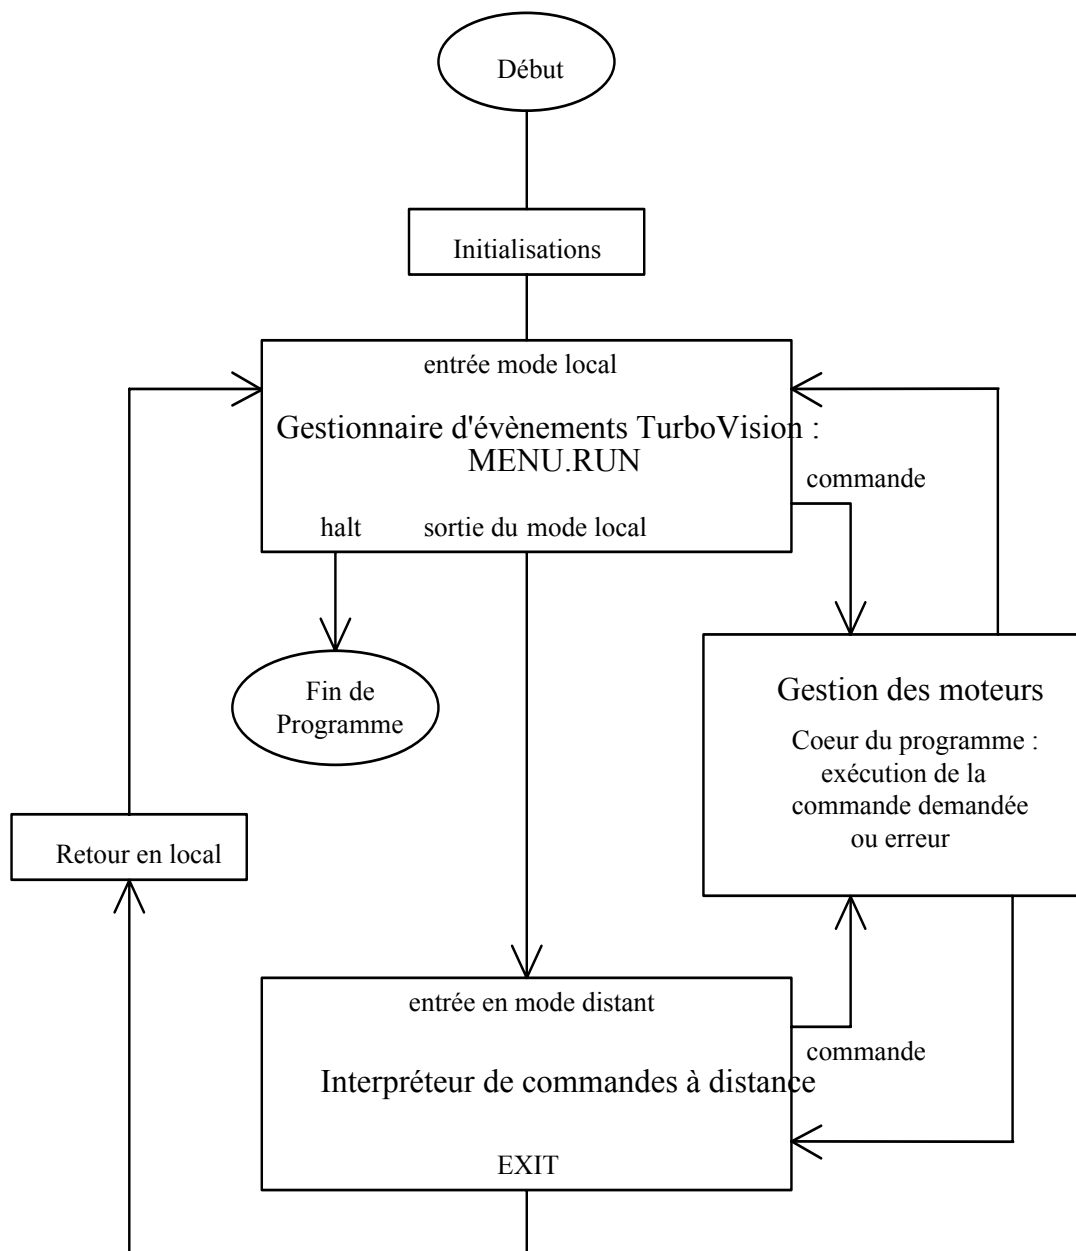 Début
Initialisations
entrée mode local
Gestionnaire d'évènements TurboVision :
MENU.RUN
commande
halt
sortie du mode local
Fin de
Programme
Gestion des moteurs
Coeur du programme :
exécution de la
commande demandée
ou erreur
Retour en local
entrée en mode distant
commande
Interpréteur de commandes à distance
EXIT